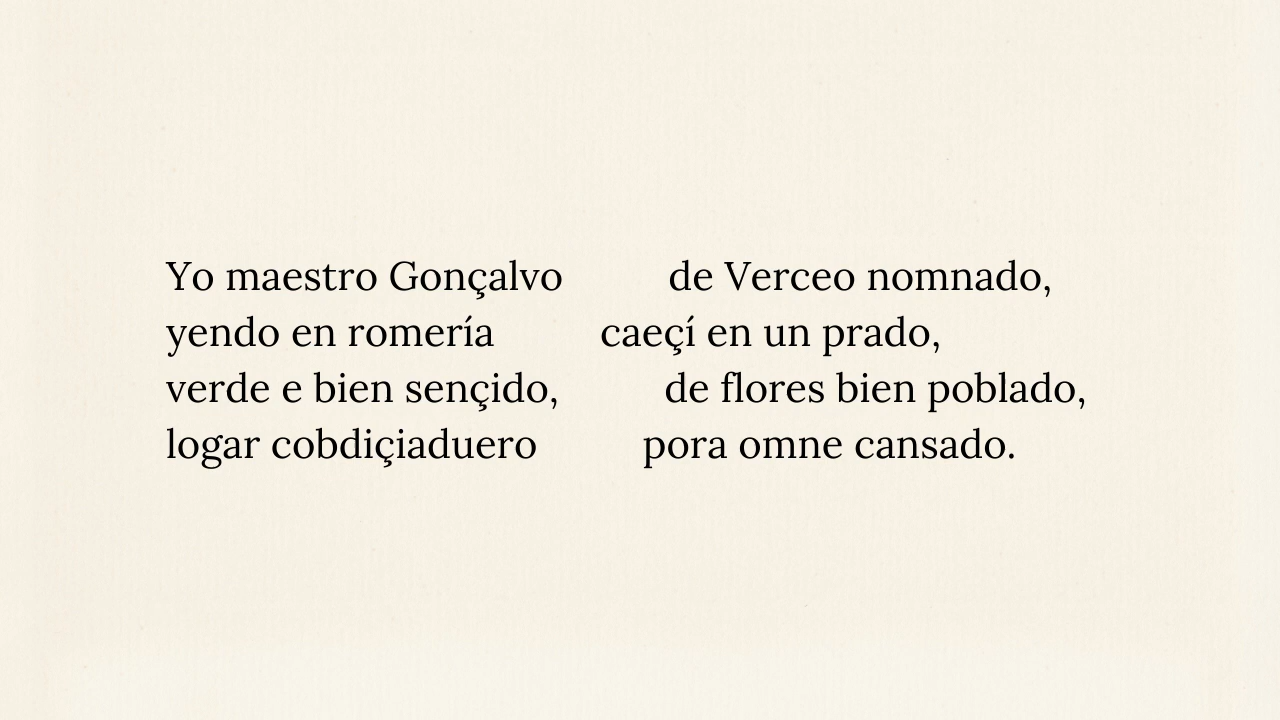 Yo maestro Gonçalvo de Verceo nomnado,
yendo en romería caeçí en un prado,
verde e bien sençido, de flores bien poblado,
logar cobdiçiaduero pora omne cansado.